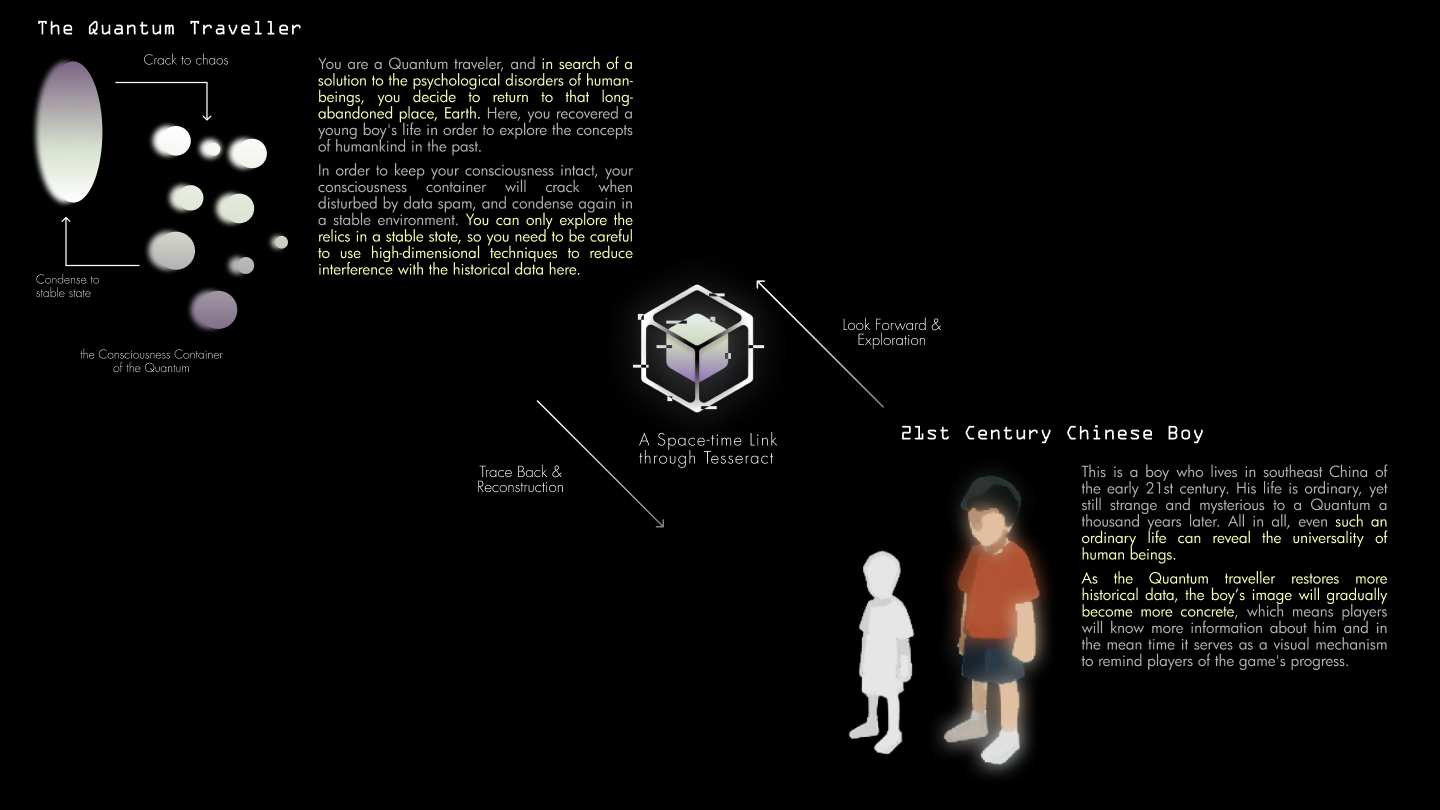 The Quantum Traveller
Crack to chaos
Condense to
stable state
the Consciousness Container
of the Quantum
You are a Quantum traveler, and in search of a
solution to the psychological disorders of human-
beings, you decide to return to that long-
abandoned place, Earth. Here, you recovered a
young boy's life in order to explore the concepts
of humankind in the past.
In order to keep your consciousness intact, your
consciousness container will crack when
disturbed by data spam, and condense again in
a stable environment. You can only explore the
relics in a stable state, so you need to be careful
to use high-dimensional techniques to reduce
interference with the historical data here.
Look Forward &
Exploration
A Space-time Link
through Tesseract
Trace Back &
Reconstruction
21st Century Chinese Boy
This is a boy who lives in southeast China of
the early 21st century. His life is ordinary, yet
still strange and mysterious to a Quantum a
thousand years later. All in all, even such an
ordinary life can reveal the universality of
human beings.
As the Quantum traveller restores more
historical data, the boy’s image will gradually
become more concrete, which means players
will know more information about him and in
the mean time it serves as a visual mechanism
to remind players of the game's progress.